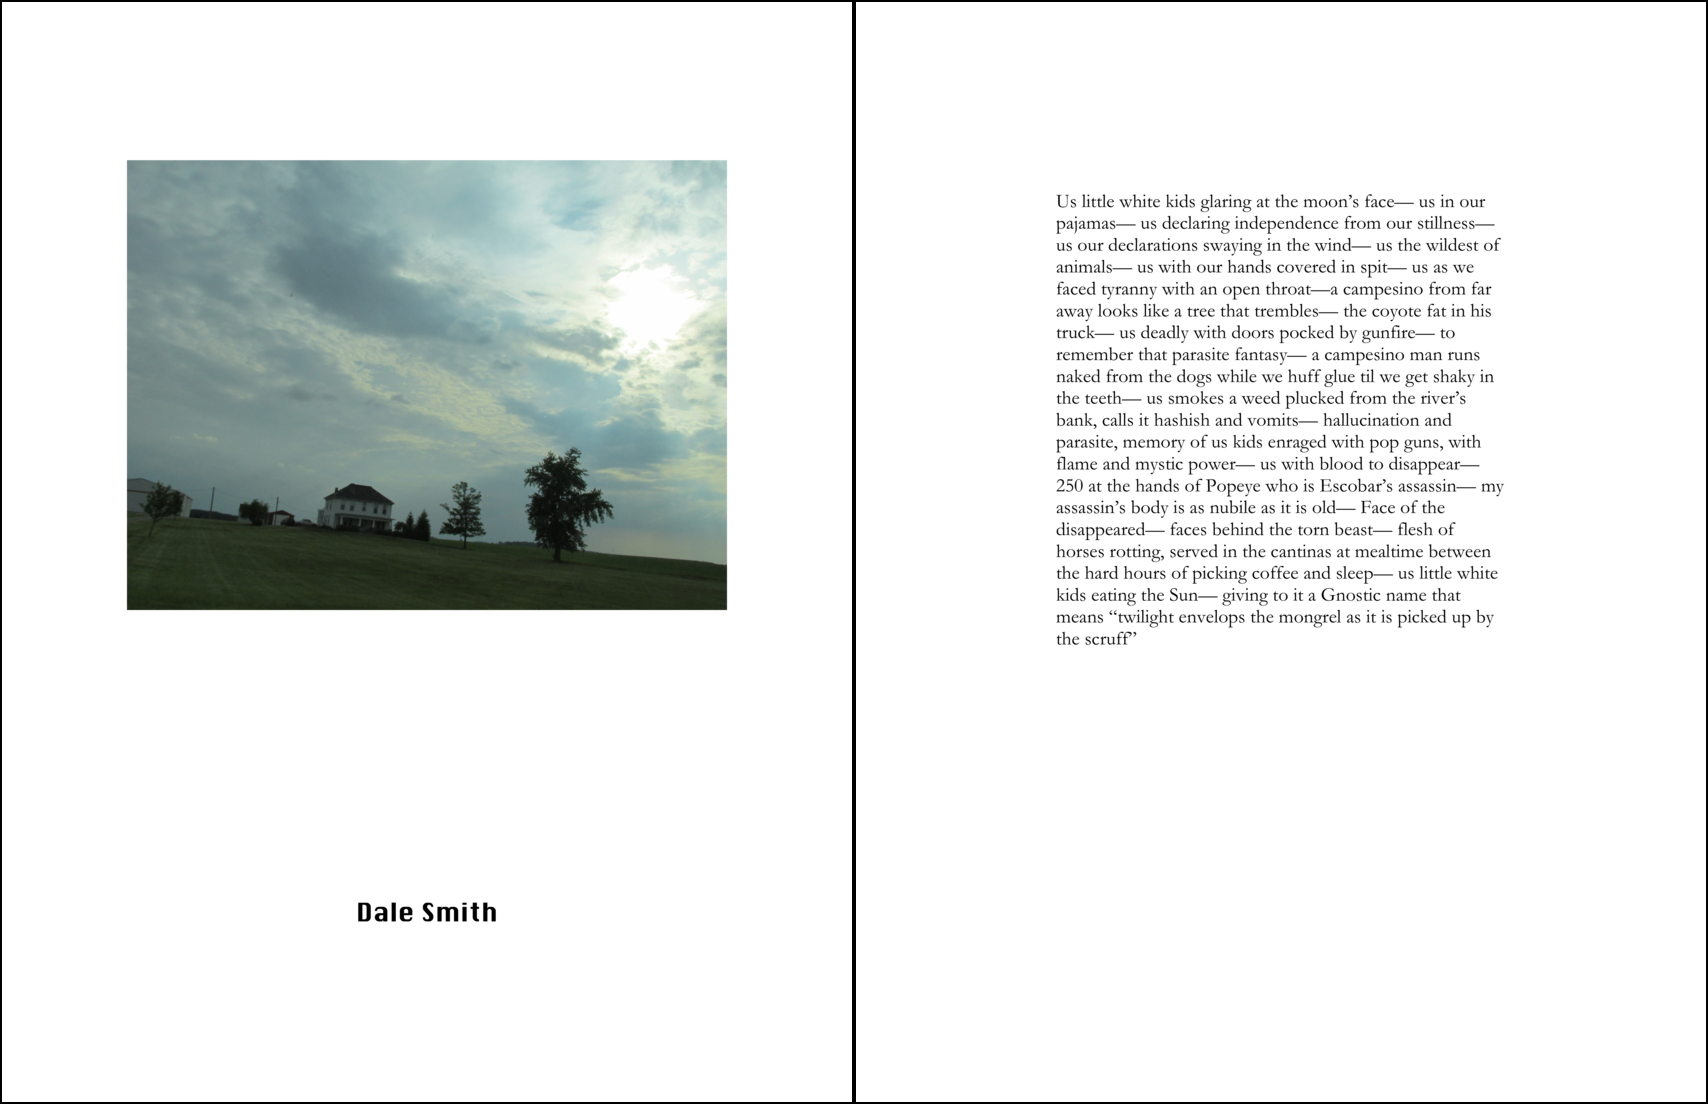 Dale Smith
Us little white kids glaring at the moon’s face— us in our
pajamas— us declaring independence from our stillness—
us our declarations swaying in the wind— us the wildest of
animals— us with our hands covered in spit— us as we
faced tyranny with an open throat—a campesino from far
away looks like a tree that trembles— the coyote fat in his
truck— us deadly with doors pocked by gunfire— to
remember that parasite fantasy— a campesino man runs
naked from the dogs while we huff glue til we get shaky in
the teeth— us smokes a weed plucked from the river’s
bank, calls it hashish and vomits— hallucination and
parasite, memory of us kids enraged with pop guns, with
flame and mystic power— us with blood to disappear—
250 at the hands of Popeye who is Escobar’s assassin— my
assassin’s body is as nubile as it is old— Face of the
disappeared— faces behind the torn beast— flesh of
horses rotting, served in the cantinas at mealtime between
the hard hours of picking coffee and sleep— us little white
kids eating the Sun— giving to it a Gnostic name that
means “twilight envelops the mongrel as it is picked up by
the scruff”